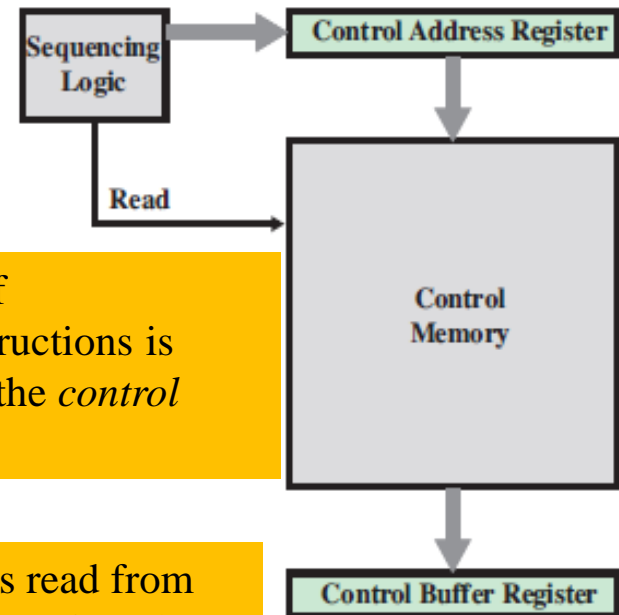 Control Address Register
Sequencing
Logic
Read
f
ructions is
the control
Control
Memory
s read from
Control Buffer Register